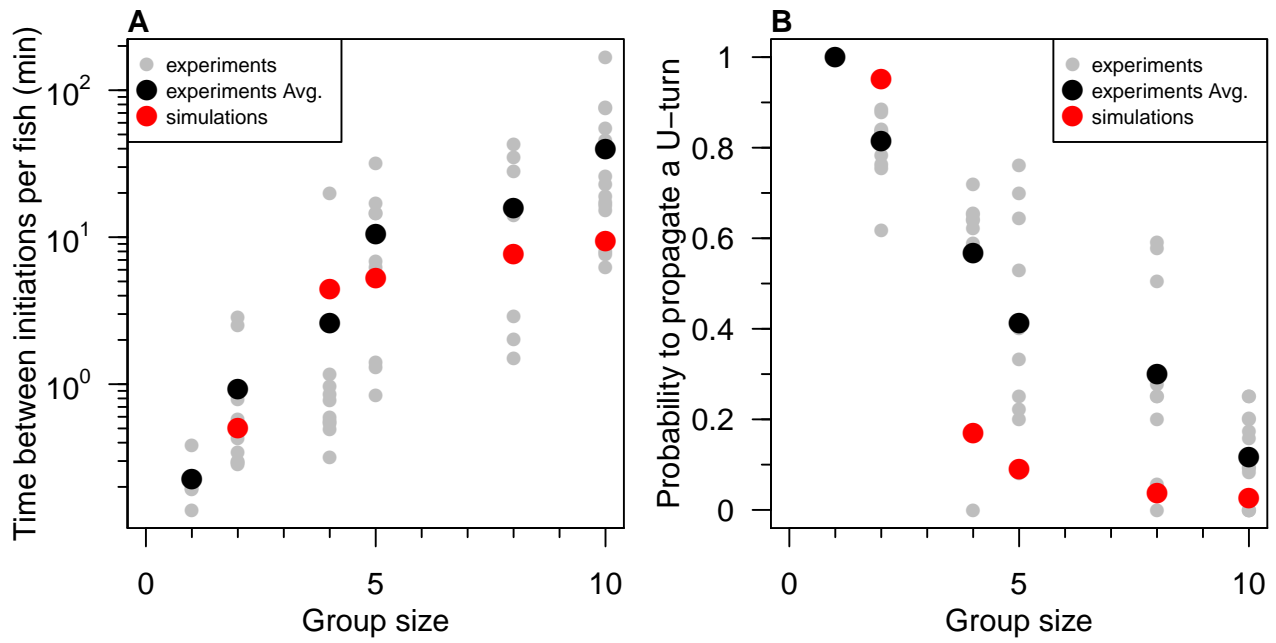 A
Time between initiations per fish (min)
experiments
experiments Avg.
simulations
10²
10¹
10⁰
0
5
10
Group size
B
Probability to propagate a U−turn
experiments
experiments Avg.
simulations
1
0.8
0.6
0.4
0.2
0
0
5
10
Group size